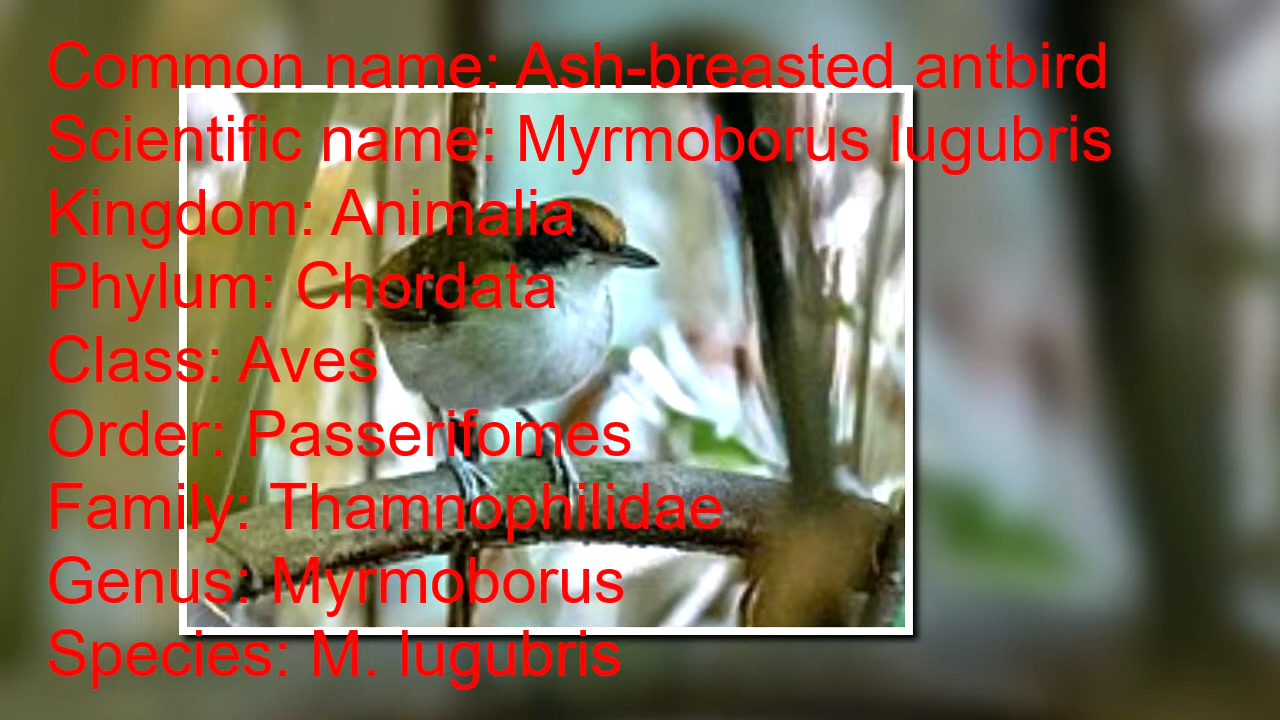 Common name: Ash-breasted antbird
Scientific name: Myrmoborus lugubris
Kingdom: Animalia
Phylum: Chordata
Class: Aves
Order: Passerifomes
Family: Thamnophilidae
Genus: Myrmoborus
Species: M. lugubris